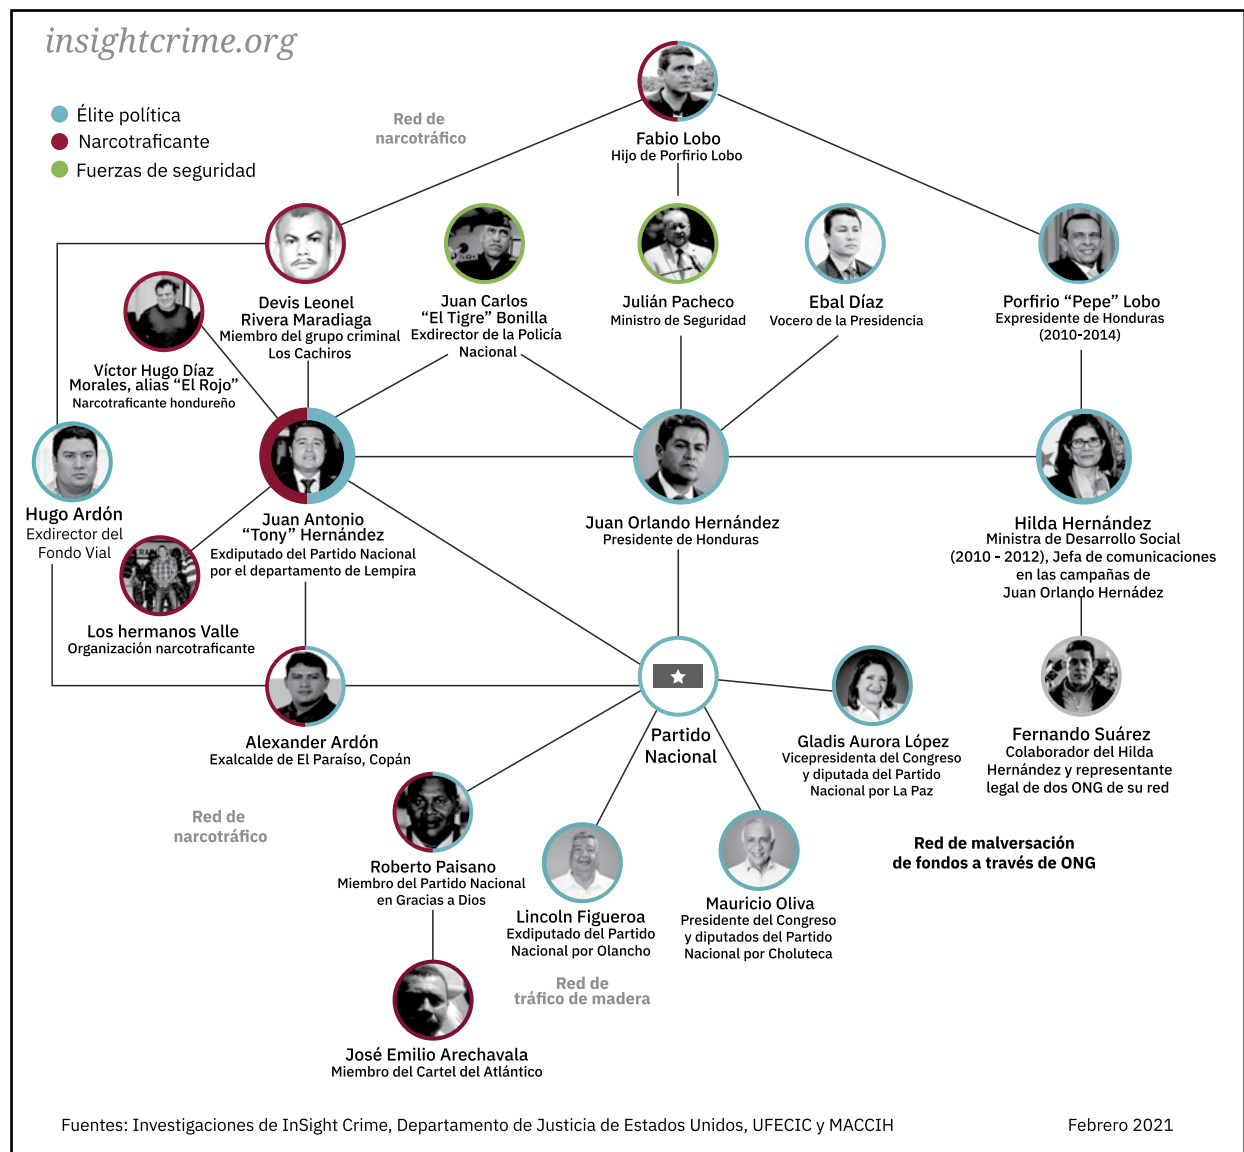 insightcrime.org
Élite política
Narcotraficante
Fuerzas de seguridad
Red de
narcotráfico
Fabio Lobo
Hijo de Porfirio Lobo
Devis Leonel
Rivera Maradiaga
Miembro del grupo criminal
Los Cachiros
Juan Carlos
“El Tigre” Bonilla
Exdirector de la Policía
Nacional
Julián Pacheco
Ministro de Seguridad
Ebal Díaz
Vocero de la Presidencia
Porfirio “Pepe” Lobo
Expresidente de Honduras
(2010-2014)
Víctor Hugo Díaz
Morales, alias “El Rojo”
Narcotraficante hondureño
Hugo Ardón
Exdirector del
Fondo Vial
Juan Antonio
“Tony” Hernández
Exdiputado del Partido Nacional
por el departamento de Lempira
Juan Orlando Hernández
Presidente de Honduras
Hilda Hernández
Ministra de Desarrollo Social
(2010 - 2012), Jefa de comunicaciones
en las campañas de
Juan Orlando Hernádez
Los hermanos Valle
Organización narcotraficante
Alexander Ardón
Exalcalde de El Paraíso, Copán
Partido
Nacional
Gladis Aurora López
Vicepresidenta del Congreso
y diputada del Partido
Nacional por La Paz
Fernando Suárez
Colaborador del Hilda
Hernández y representante
legal de dos ONG de su red
Red de
narcotráfico
Roberto Paisano
Miembro del Partido Nacional
en Gracias a Dios
Lincoln Figueroa
Exdiputado del Partido
Nacional por Olancho
Mauricio Oliva
Presidente del Congreso
y diputados del Partido
Nacional por Choluteca
Red de malversación
de fondos a través de ONG
Red de
tráfico de madera
José Emilio Arechavala
Miembro del Cartel del Atlántico
Fuentes: Investigaciones de InSight Crime, Departamento de Justicia de Estados Unidos, UFECIC y MACCIH
Febrero 2021